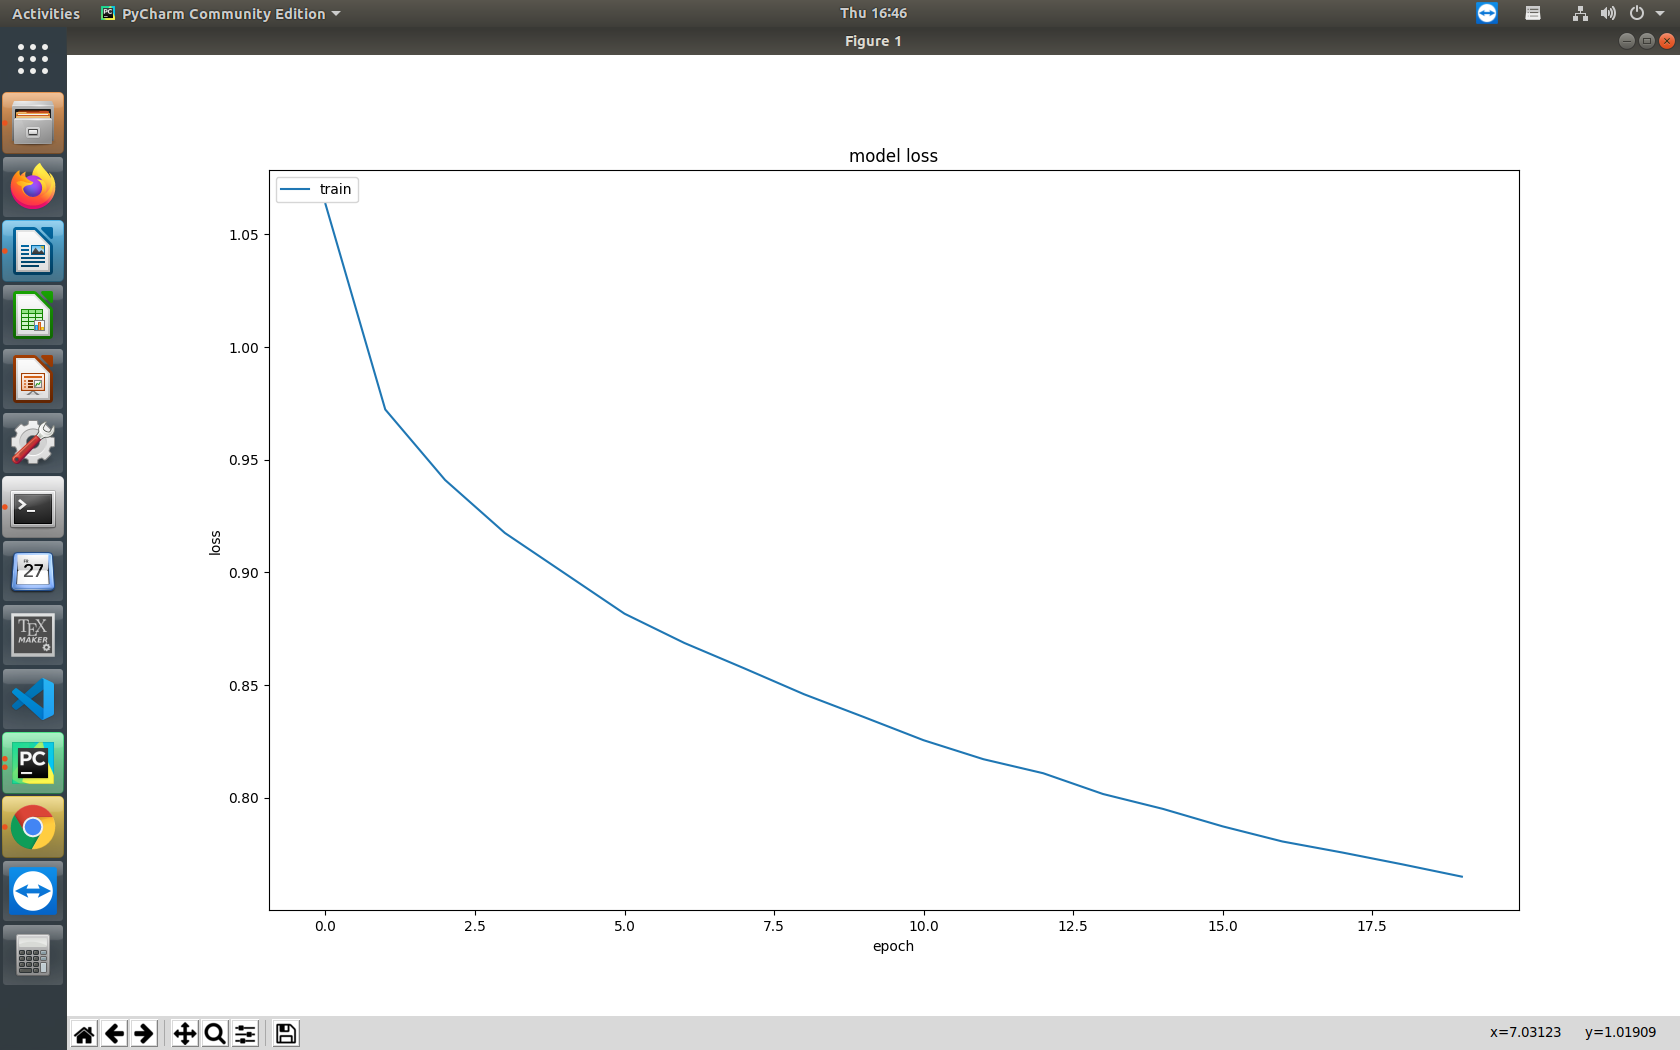 Activities PyCharm Community Edition Thu 16:46
Figure 1
model loss
train
1.05
1.00
0.95
0.90
0.85
0.80
loss
0.0 2.5 5.0 7.5 10.0 12.5 15.0 17.5
epoch
27
TEX
MAKER
PC
x=7.03123 y=1.01909